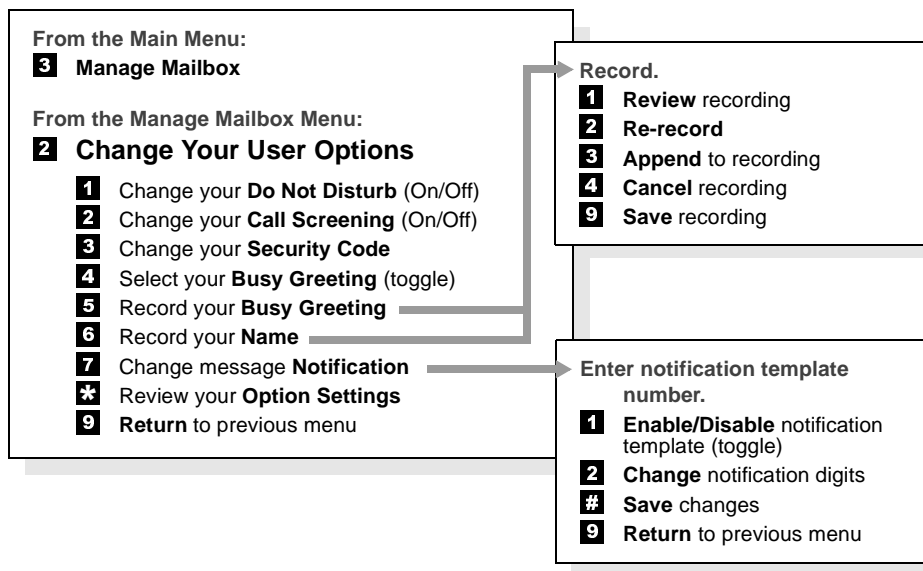 From the Main Menu:
3 Manage Mailbox
From the Manage Mailbox Menu:
2 Change Your User Options
1 Change your Do Not Disturb (On/Off)
2 Change your Call Screening (On/Off)
3 Change your Security Code
4 Select your Busy Greeting (toggle)
5 Record your Busy Greeting
6 Record your Name
7 Change message Notification
* Review your Option Settings
9 Return to previous menu
Record.
1 Review recording
2 Re-record
3 Append to recording
4 Cancel recording
9 Save recording
Enter notification template
number.
1 Enable/Disable notification
template (toggle)
2 Change notification digits
# Save changes
9 Return to previous menu